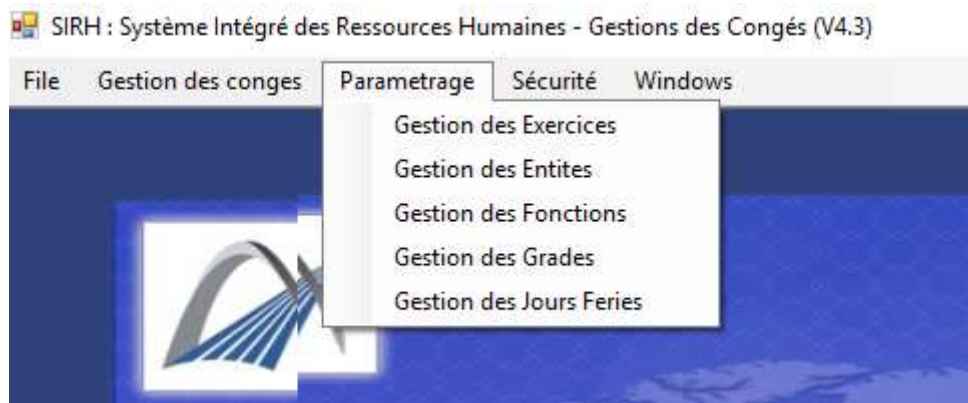 SIRH : Système Intégré des Ressources Humaines - Gestions des Congés (V4.3)
File Gestion des conges Parametrage Sécurité Windows
Gestion des Exercices
Gestion des Entites
Gestion des Fonctions
Gestion des Grades
Gestion des Jours Feries